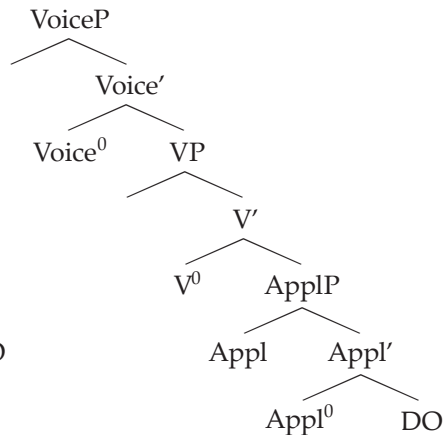 VoiceP
Voice′
Voice⁰ VP
V′
V⁰ ApplP
Appl Appl′
Appl⁰ DO